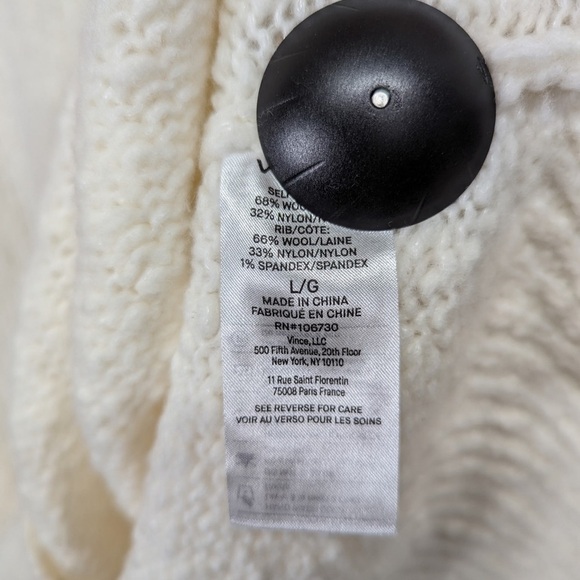 68% WOO
32% NYLON/
RIB/CÔTE:
66% WOOL/LAINE
33% NYLON/NYLON
1% SPANDEX/SPANDEX
L/G
MADE IN CHINA
FABRIQUÉ EN CHINE
RN#106730
Vince, LLC
500 Fifth Avenue, 20th Floor
New York, NY 10110
11 Rue Saint Florentin
75008 Paris France
SEE REVERSE FOR CARE
VOIR AU VERSO POUR LES SOINS